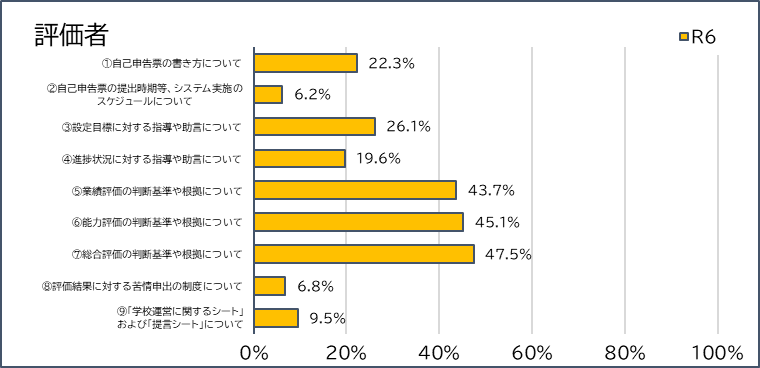 評価者
R6
①自己申告票の書き方について
22.3%
②自己申告票の提出時期等、システム実施の
スケジュールについて
6.2%
③設定目標に対する指導や助言について
26.1%
④進捗状況に対する指導や助言について
19.6%
⑤業績評価の判断基準や根拠について
43.7%
⑥能力評価の判断基準や根拠について
45.1%
⑦総合評価の判断基準や根拠について
47.5%
⑧評価結果に対する苦情申出の制度について
6.8%
⑨「学校運営に関するシート」
および「提言シート」について
9.5%
0% 20% 40% 60% 80% 100%